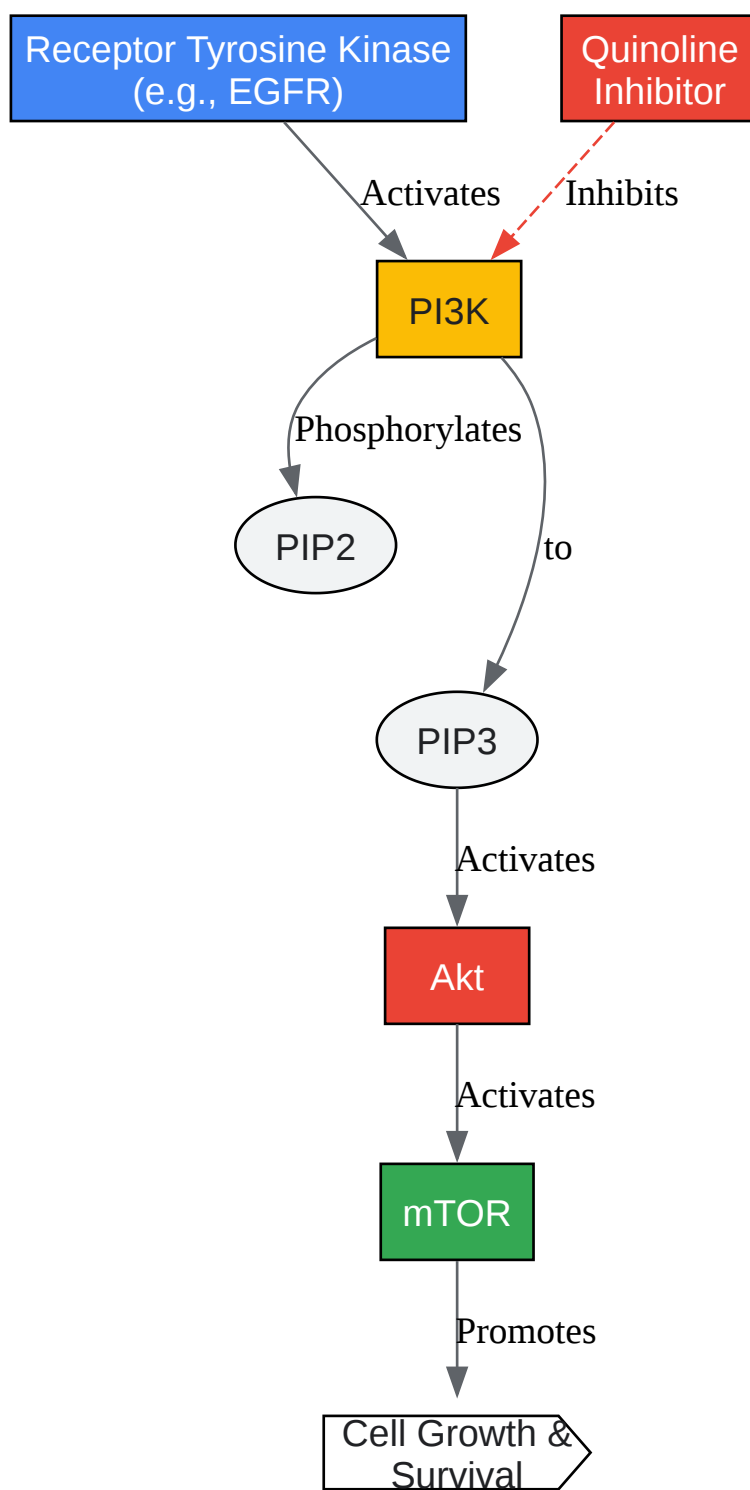 Receptor Tyrosine Kinase
(e.g., EGFR)
Quinoline
Inhibitor
Activates
Inhibits
PI3K
Phosphorylates
PIP2
to
PIP3
Activates
Akt
Activates
mTOR
Promotes
Cell Growth &
Survival